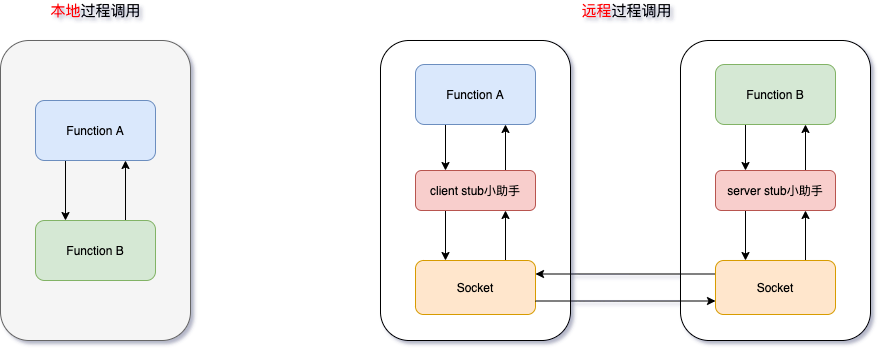 本地过程调用
Function A
Function B
远程过程调用
Function A
client stub小助手
Socket
Function B
server stub小助手
Socket